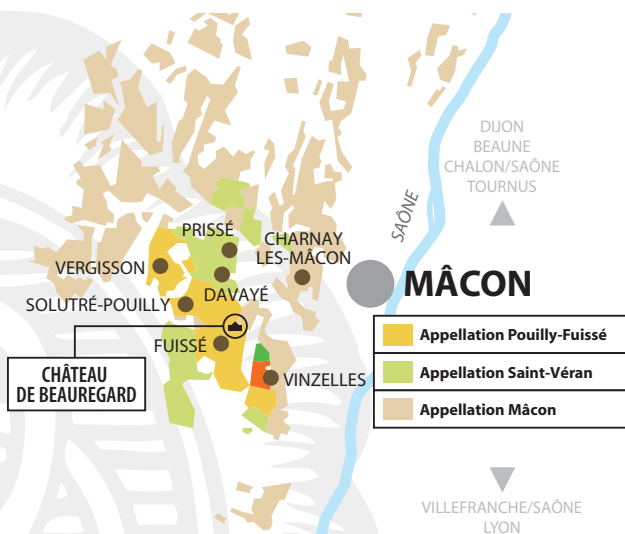 DIJON
BEAUNE
CHALON/SAÔNE
TOURNUS
SAÔNE
PRISSÉ
CHARNAY
LES-MÂCON
VERGISSON
MÂCON
DAVAYÉ
SOLUTRÉ-POUILLY
Appellation Pouilly-Fuissé
FUISSÉ
CHÂTEAU
DE BEAUREGARD
VINZELLES
Appellation Saint-Véran
Appellation Mâcon
VILLEFRANCHE/SAÔNE
LYON